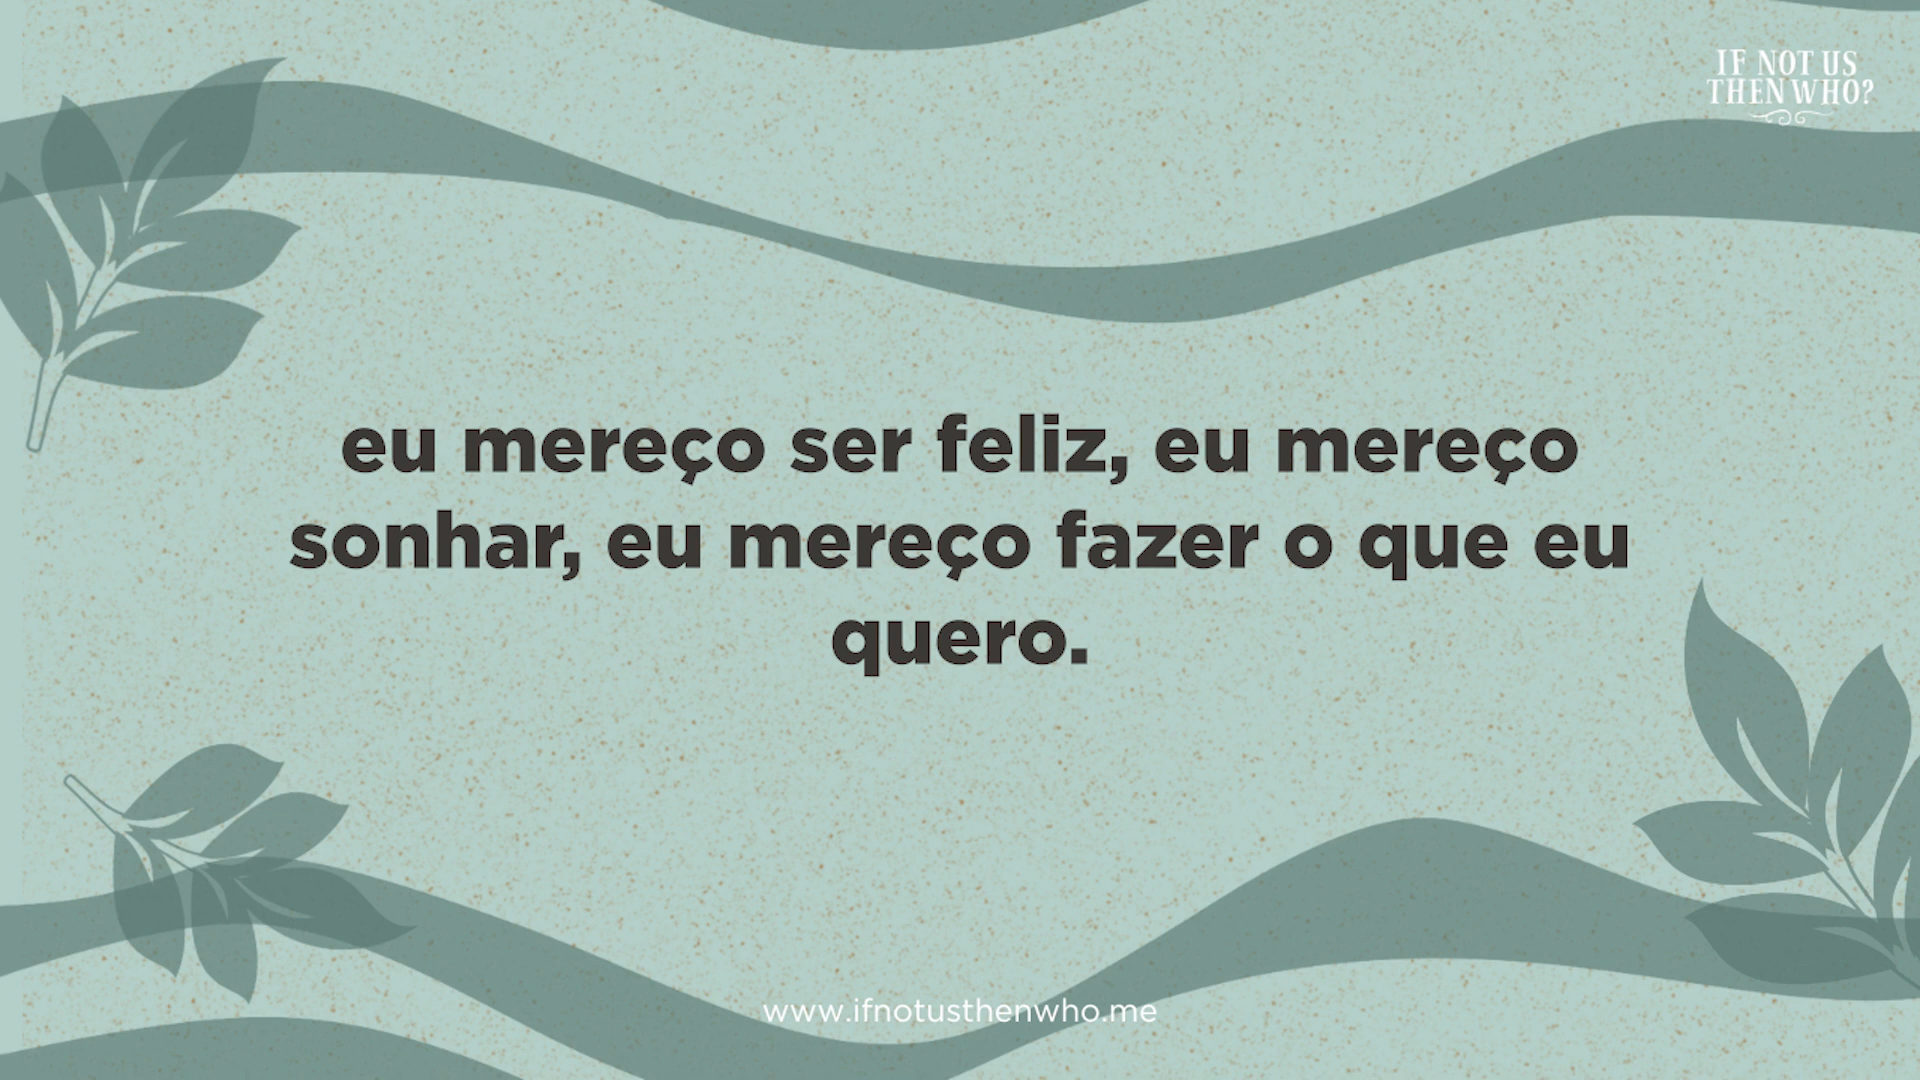 IF NOT US
THEN WHO?
eu mereço ser feliz, eu mereço
sonhar, eu mereço fazer o que eu
quero.
www.ifnotusthenwho.me